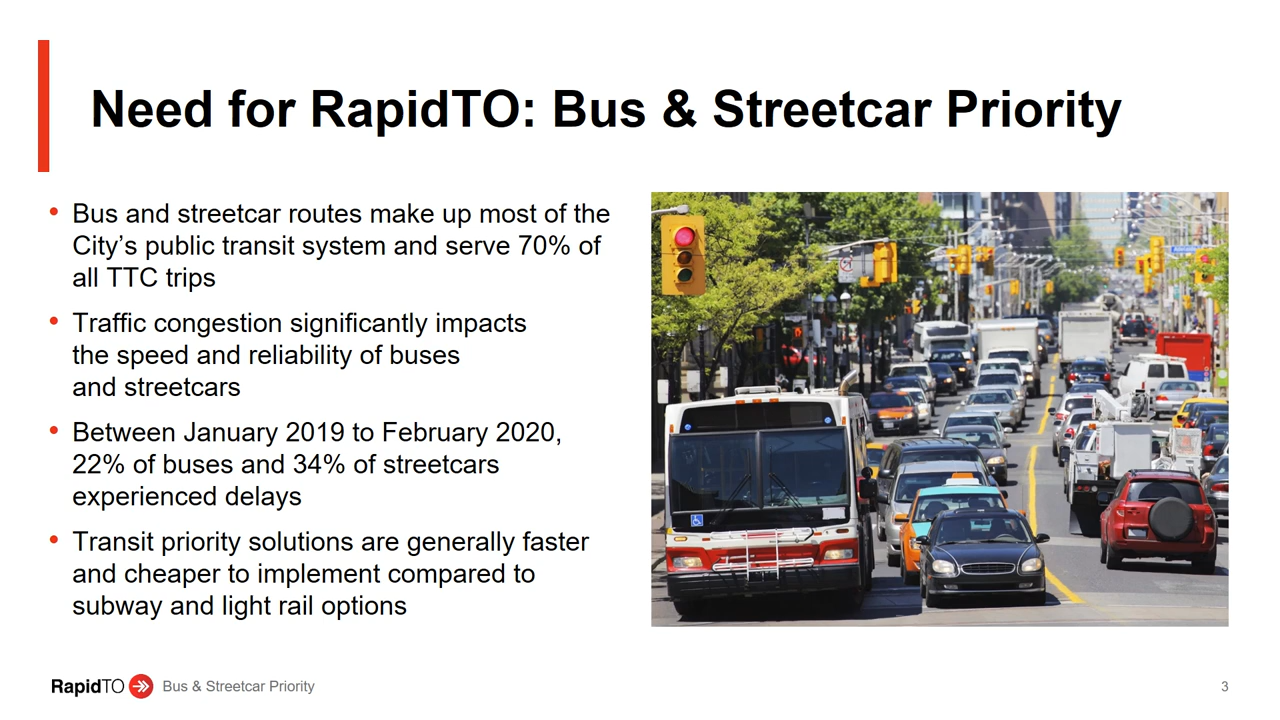 Need for RapidTO: Bus & Streetcar Priority
• Bus and streetcar routes make up most of the
City’s public transit system and serve 70% of
all TTC trips
• Traffic congestion significantly impacts
the speed and reliability of buses
and streetcars
• Between January 2019 to February 2020,
22% of buses and 34% of streetcars
experienced delays
• Transit priority solutions are generally faster
and cheaper to implement compared to
subway and light rail options
RapidTO Bus & Streetcar Priority
3